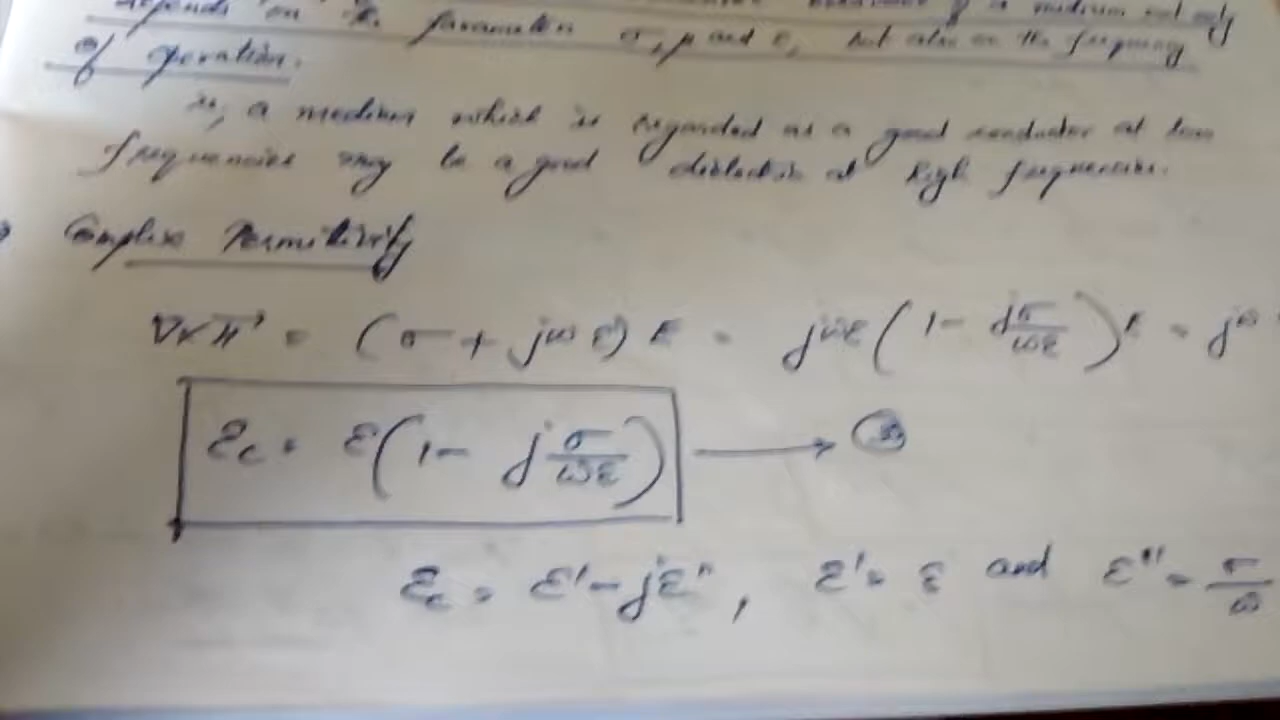 depends on the parameters σ, μ and ε, but also on the frequency
of operation.
ie, a medium which is regarded as a good conductor at low
frequencies may be a good dielectric at high frequencies.
Complex Permittivity
∇×H = (σ + jωε) E = jωε (1 - jσ/ωε) E = jω
εc = ε (1 - j σ/ωε) →
εc = ε' - jε'', ε' = ε and ε'' = σ/ω